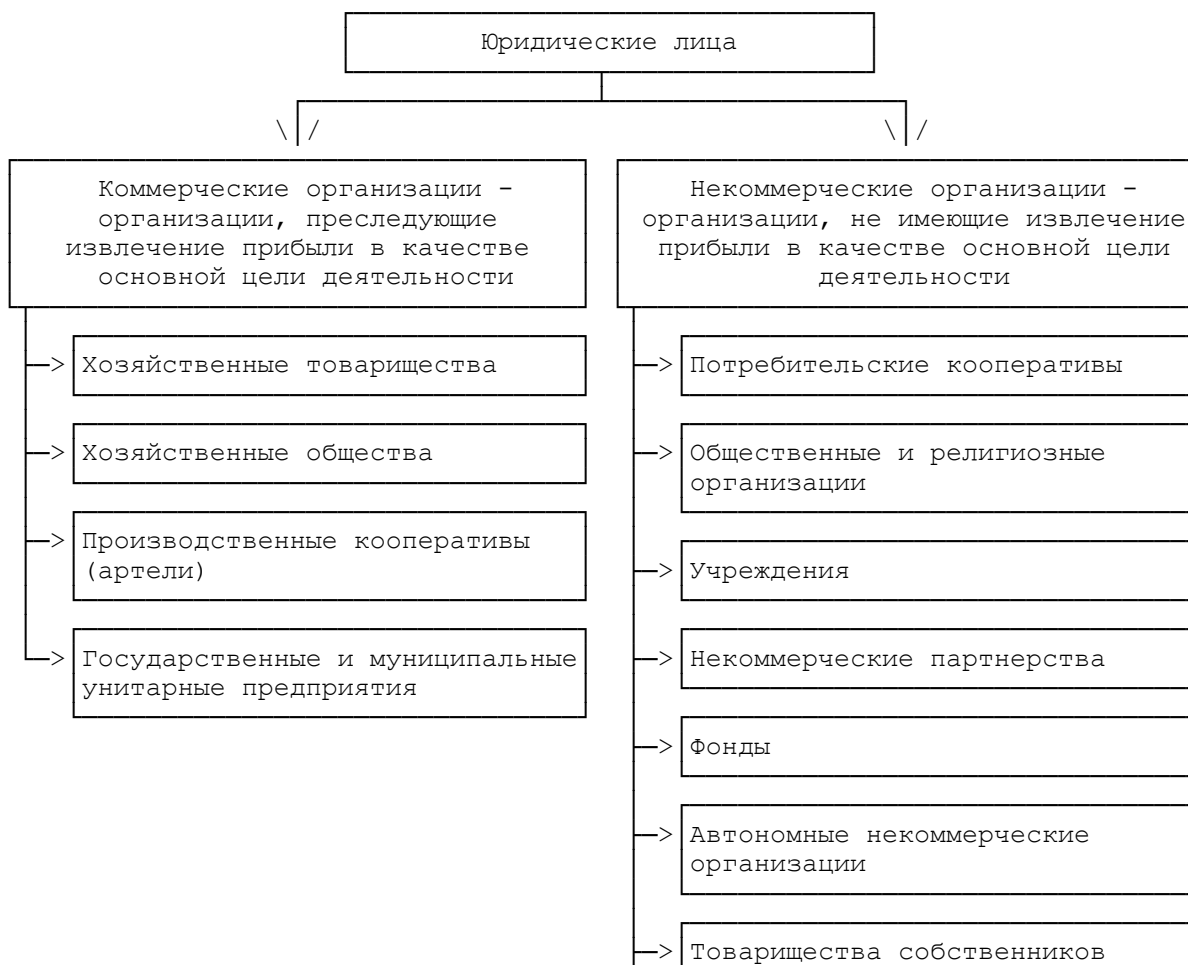 Юридические лица
Коммерческие организации -
организации, преследующие
извлечение прибыли в качестве
основной цели деятельности
Некоммерческие организации -
организации, не имеющие извлечение
прибыли в качестве основной цели
деятельности
Хозяйственные товарищества
Хозяйственные общества
Производственные кооперативы
(артели)
Государственные и муниципальные
унитарные предприятия
Потребительские кооперативы
Общественные и религиозные
организации
Учреждения
Некоммерческие партнерства
Фонды
Автономные некоммерческие
организации
Товарищества собственников